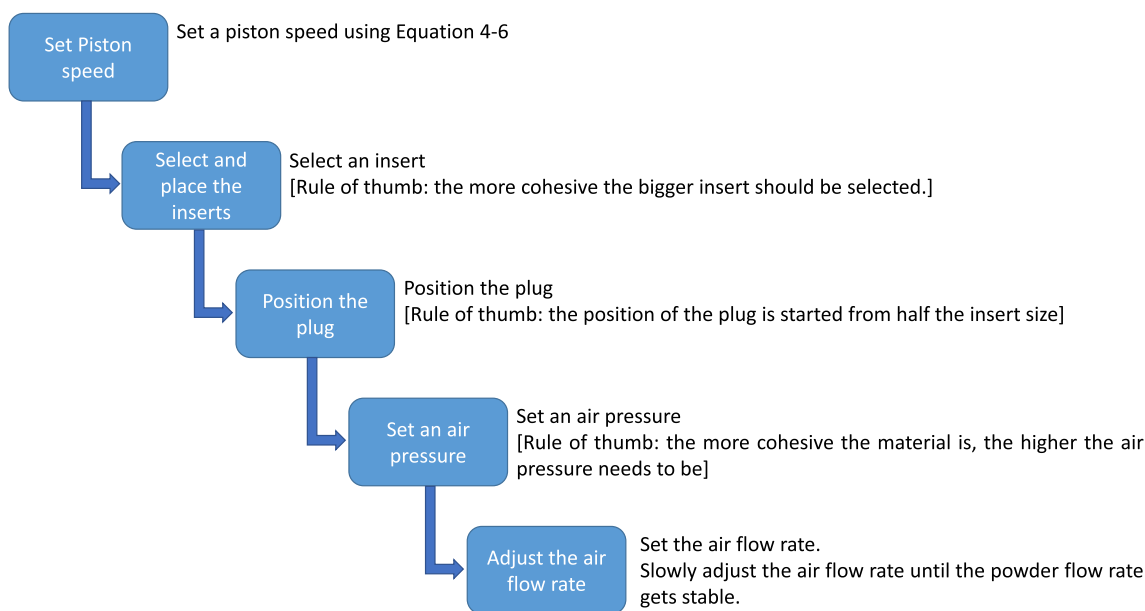 Set Piston
speed
Set a piston speed using Equation 4-6
Select and
place the
inserts
Select an insert
[Rule of thumb: the more cohesive the bigger insert should be selected.]
Position the
plug
Position the plug
[Rule of thumb: the position of the plug is started from half the insert size]
Set an air
pressure
Set an air pressure
[Rule of thumb: the more cohesive the material is, the higher the air
pressure needs to be]
Adjust the air
flow rate
Set the air flow rate.
Slowly adjust the air flow rate until the powder flow rate
gets stable.